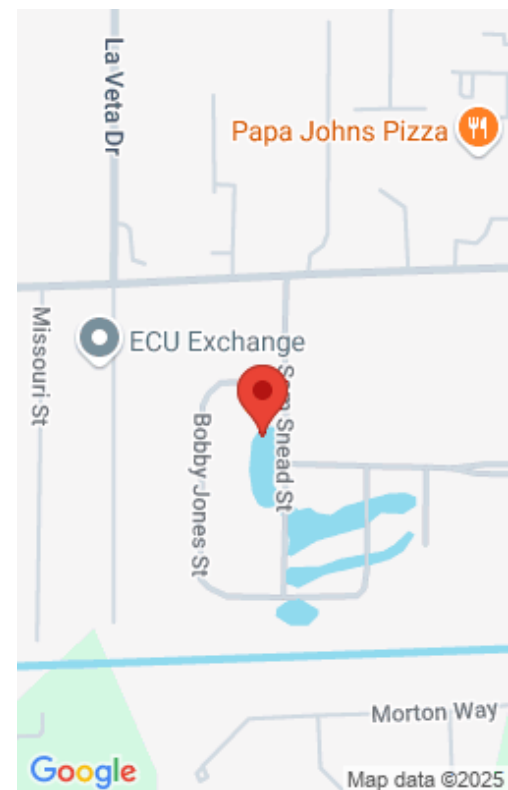 La Veta Dr
Papa Johns Pizza
Missouri St
ECU Exchange
Sam Snead St
Bobby Jones St
Morton Way
Google
Map data ©2025